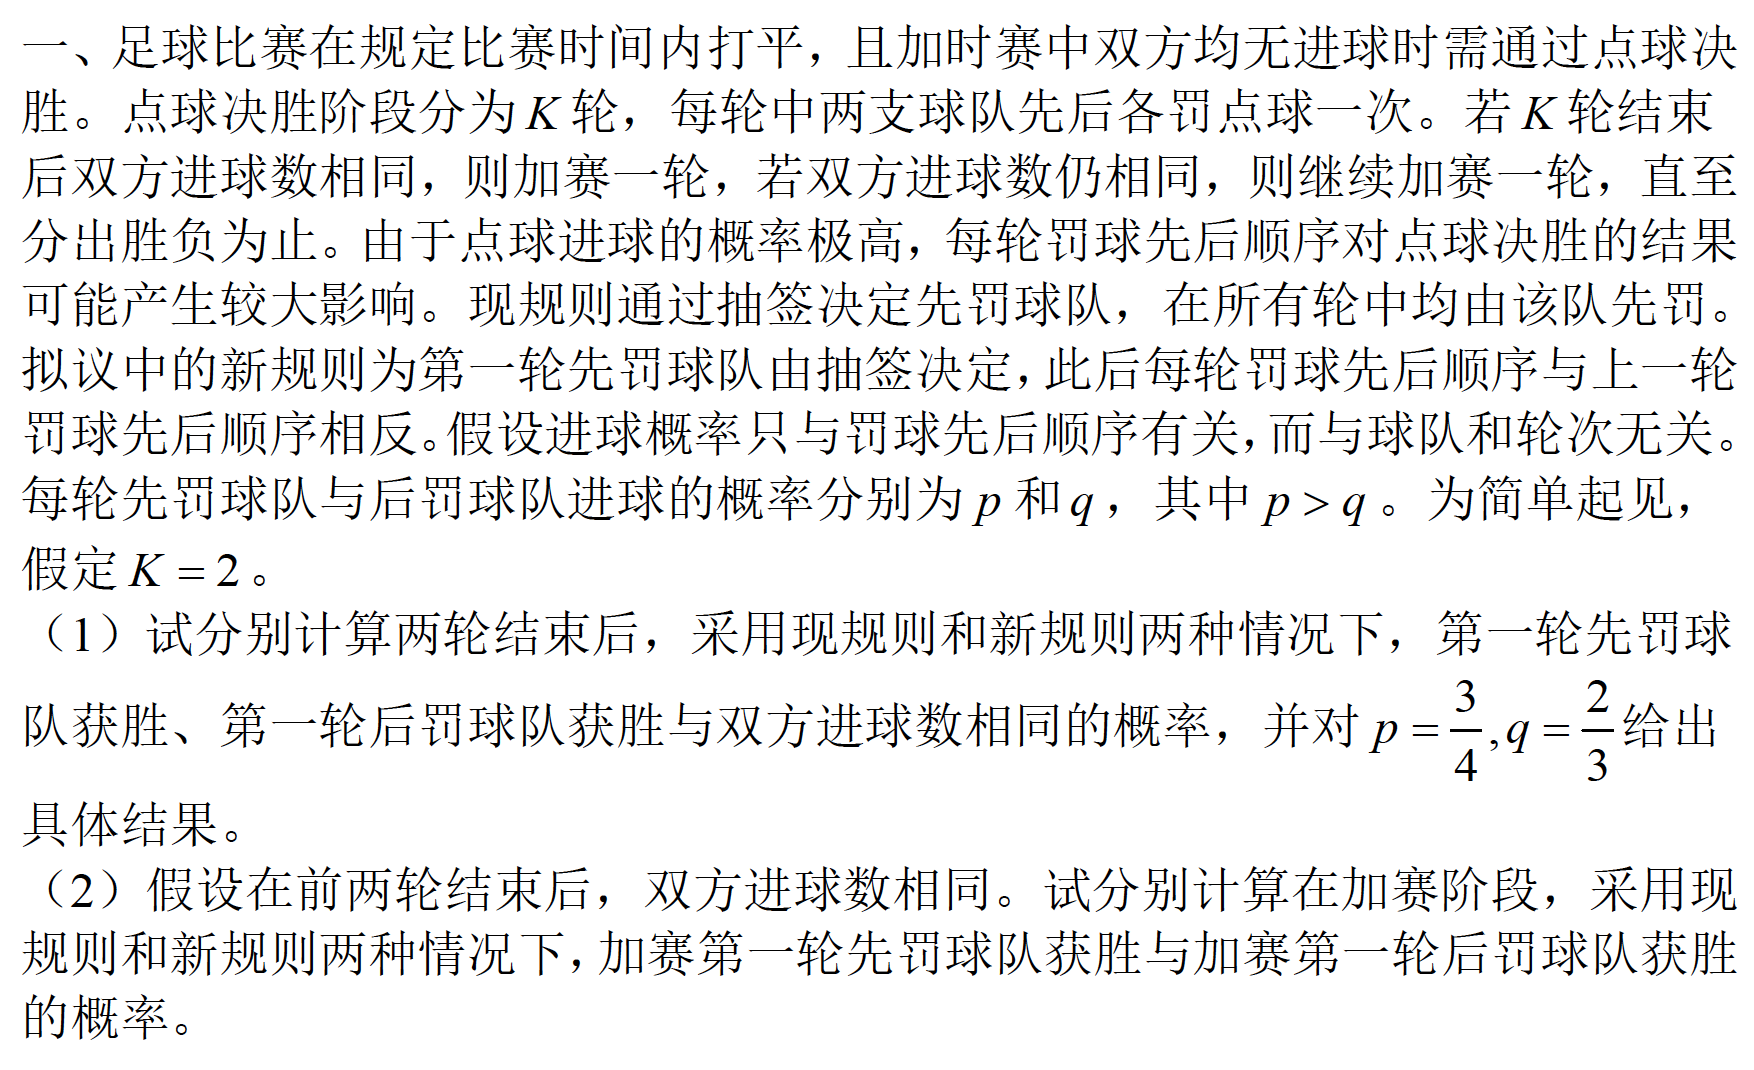 一、足球比赛在规定比赛时间内打平，且加时赛中双方均无进球时需通过点球决
胜。点球决胜阶段分为 K 轮，每轮中两支球队先后各罚点球一次。若 K 轮结束
后双方进球数相同，则加赛一轮，若双方进球数仍相同，则继续加赛一轮，直至
分出胜负为止。由于点球进球的概率极高，每轮罚球先后顺序对点球决胜的结果
可能产生较大影响。现规则通过抽签决定先罚球队，在所有轮中均由该队先罚。
拟议中的新规则为第一轮先罚球队由抽签决定，此后每轮罚球先后顺序与上一轮
罚球先后顺序相反。假设进球概率只与罚球先后顺序有关，而与球队和轮次无关。
每轮先罚球队与后罚球队进球的概率分别为 p 和 q ，其中 p > q 。为简单起见，
假定 K = 2 。
（1）试分别计算两轮结束后，采用现规则和新规则两种情况下，第一轮先罚球
队获胜、第一轮后罚球队获胜与双方进球数相同的概率，并对 p = 3/4 , q = 2/3 给出
具体结果。
（2）假设在前两轮结束后，双方进球数相同。试分别计算在加赛阶段，采用现
规则和新规则两种情况下，加赛第一轮先罚球队获胜与加赛第一轮后罚球队获胜
的概率。